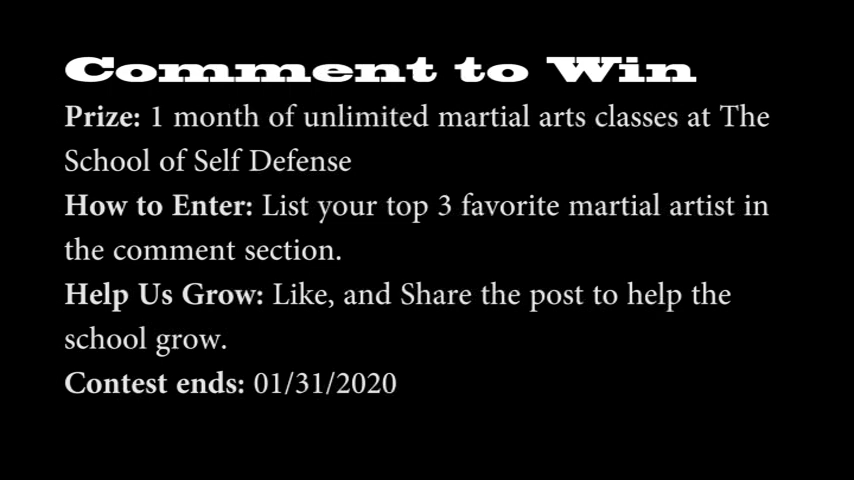 Comment to Win
Prize: 1 month of unlimited martial arts classes at The
School of Self Defense
How to Enter: List your top 3 favorite martial artist in
the comment section.
Help Us Grow: Like, and Share the post to help the
school grow.
Contest ends: 01/31/2020